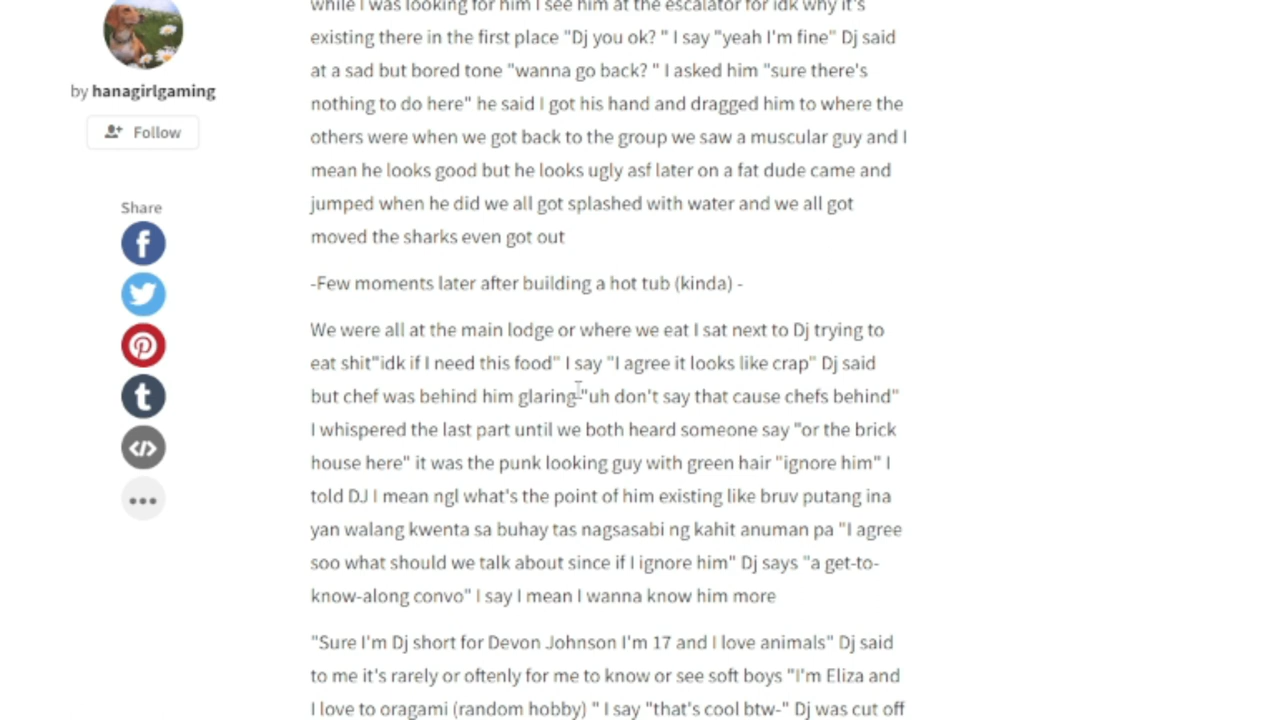 while I was looking for him I see him at the escalator for idk why it's
existing there in the first place "Dj you ok? " I say "yeah I'm fine" Dj said
at a sad but bored tone "wanna go back? " I asked him "sure there's
nothing to do here" he said I got his hand and dragged him to where the
others were when we got back to the group we saw a muscular guy and I
mean he looks good but he looks ugly asf later on a fat dude came and
jumped when he did we all got splashed with water and we all got
moved the sharks even got out
-Few moments later after building a hot tub (kinda) -
We were all at the main lodge or where we eat I sat next to Dj trying to
eat shit"idk if I need this food" I say "I agree it looks like crap" Dj said
but chef was behind him glaring "uh don't say that cause chefs behind"
I whispered the last part until we both heard someone say "or the brick
house here" it was the punk looking guy with green hair "ignore him" I
told DJ I mean ngl what's the point of him existing like bruv putang ina
yan walang kwenta sa buhay tas nagsasabi ng kahit anuman pa "I agree
soo what should we talk about since if I ignore him" Dj says "a get-to-
know-along convo" I say I mean I wanna know him more
"Sure I'm Dj short for Devon Johnson I'm 17 and I love animals" Dj said
to me it's rarely or oftenly for me to know or see soft boys "I'm Eliza and
I love to oragami (random hobby) " I say "that's cool btw-" Dj was cut off
by hanagirlgaming
Follow
Share